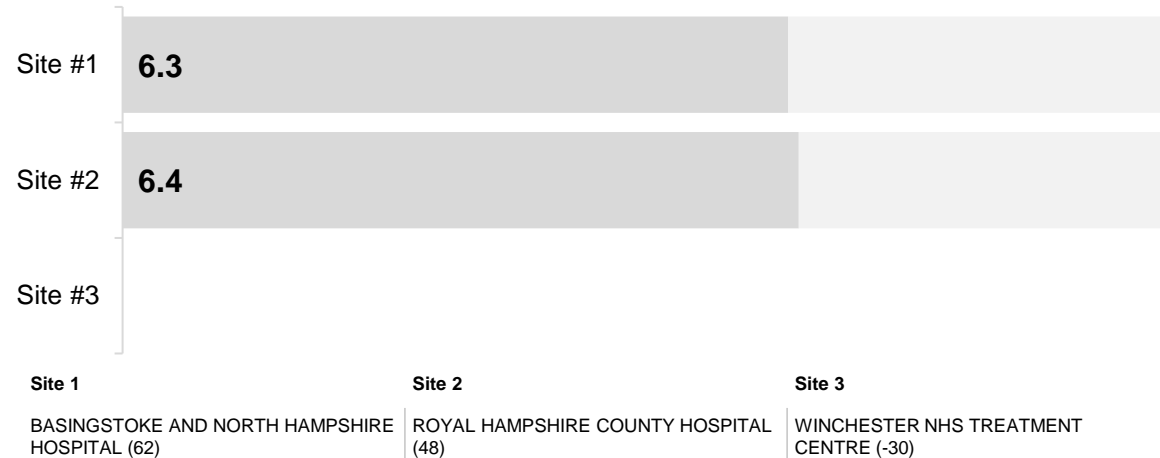 Site #1
6.3
Site #2
6.4
Site #3
Site 1
Site 2
Site 3
BASINGSTOKE AND NORTH HAMPSHIRE
HOSPITAL (62)
ROYAL HAMPSHIRE COUNTY HOSPITAL
(48)
WINCHESTER NHS TREATMENT
CENTRE (-30)